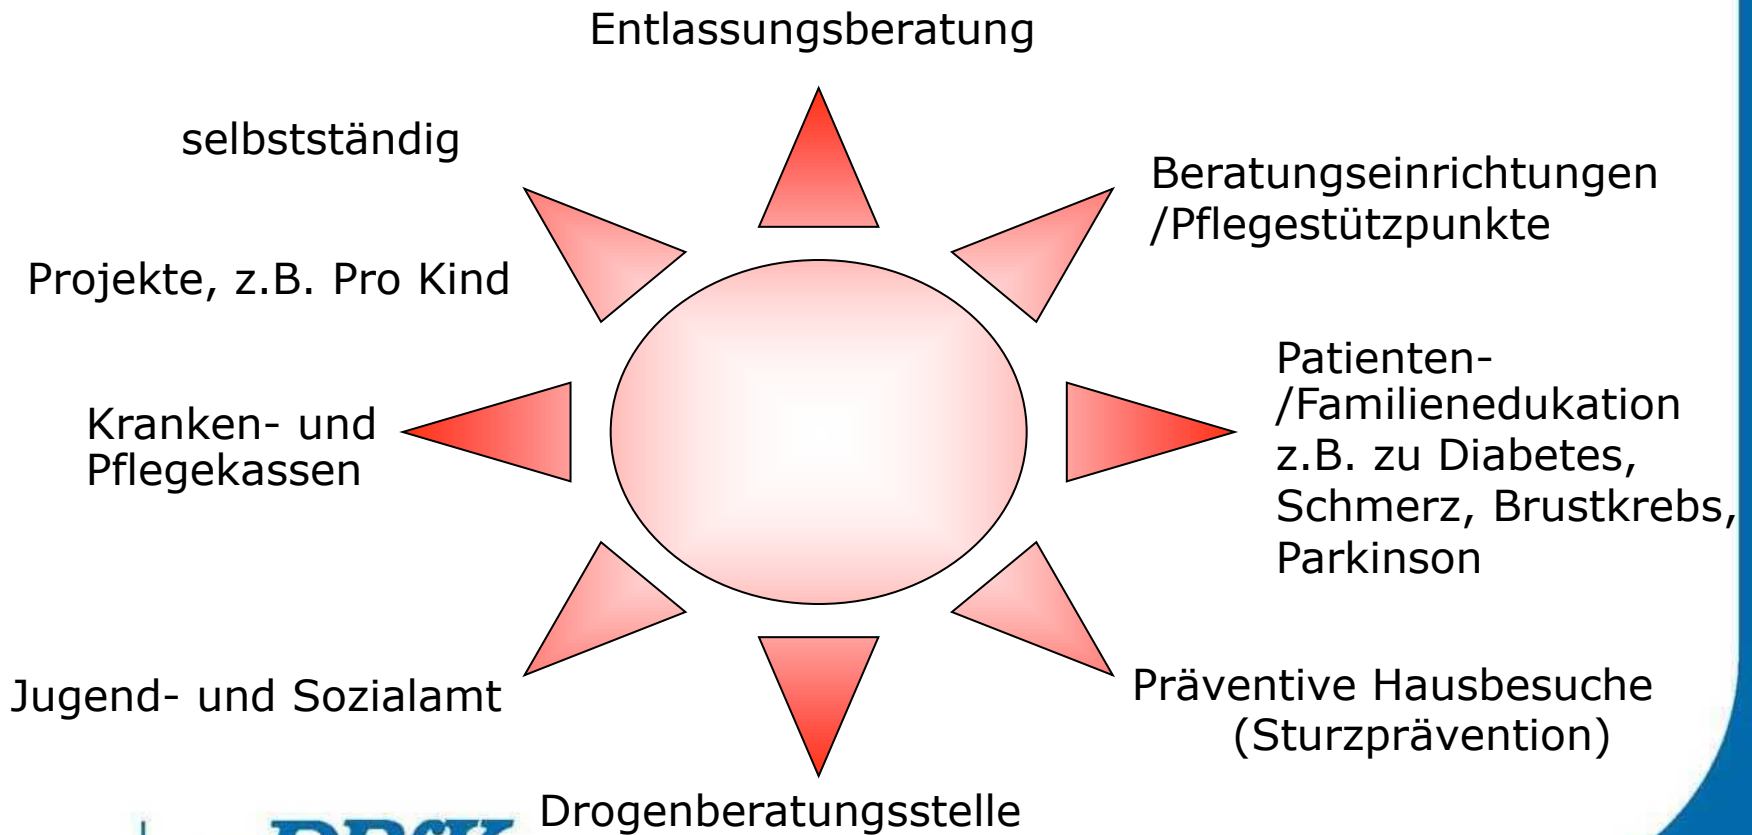 Entlassungsberatung
selbstständig
Beratungseinrichtungen
/Pflegestützpunkte
Projekte, z.B. Pro Kind
Patienten-
/Familienedukation
z.B. zu Diabetes,
Schmerz, Brustkrebs,
Parkinson
Kranken- und
Pflegekassen
Jugend- und Sozialamt
Präventive Hausbesuche
(Sturzprävention)
Drogenberatungsstelle
DBfK